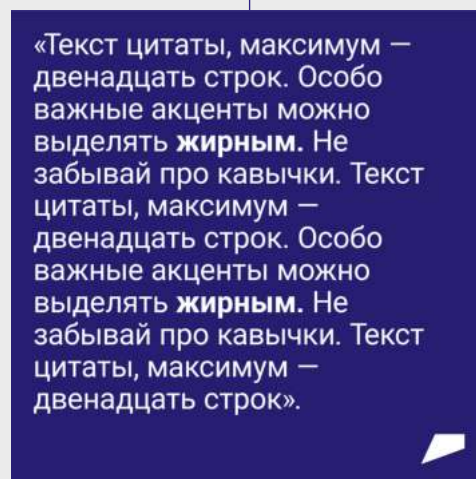 «Текст цитаты, максимум —
двенадцать строк. Особо
важные акценты можно
выделять жирным. Не
забывай про кавычки. Текст
цитаты, максимум —
двенадцать строк. Особо
важные акценты можно
выделять жирным. Не
забывай про кавычки. Текст
цитаты, максимум —
двенадцать строк».